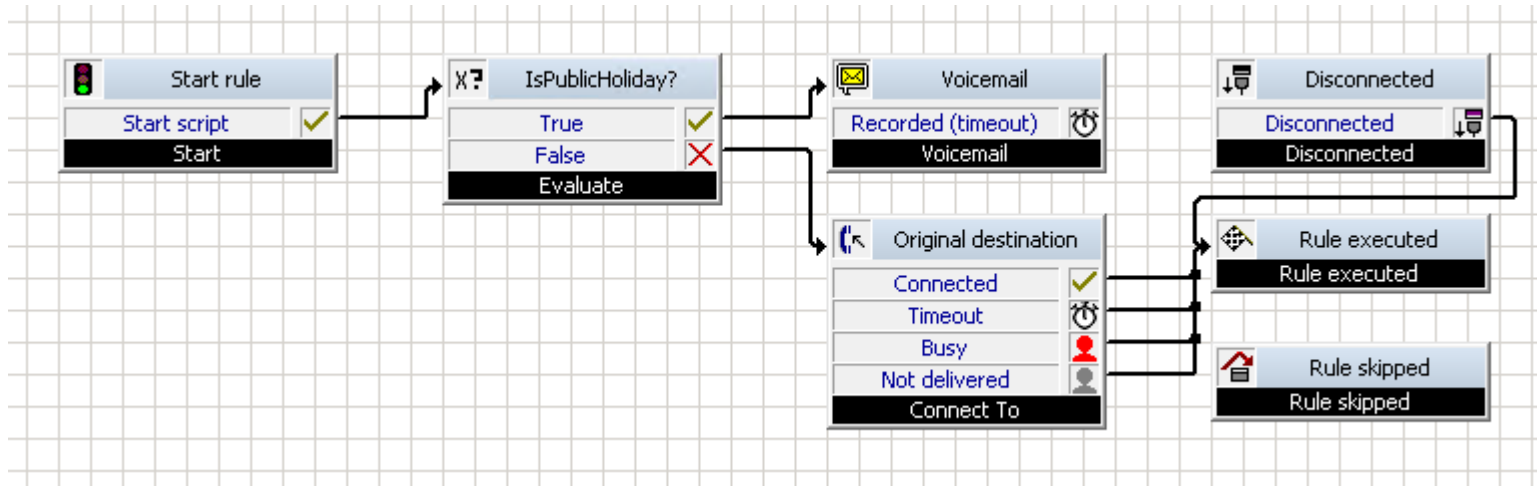 Start rule
Start script
Start
X?
IsPublicHoliday?
True
False
Evaluate
Voicemail
Recorded (timeout)
Voicemail
Disconnected
Disconnected
Disconnected
Original destination
Connected
Timeout
Busy
Not delivered
Connect To
Rule executed
Rule executed
Rule skipped
Rule skipped